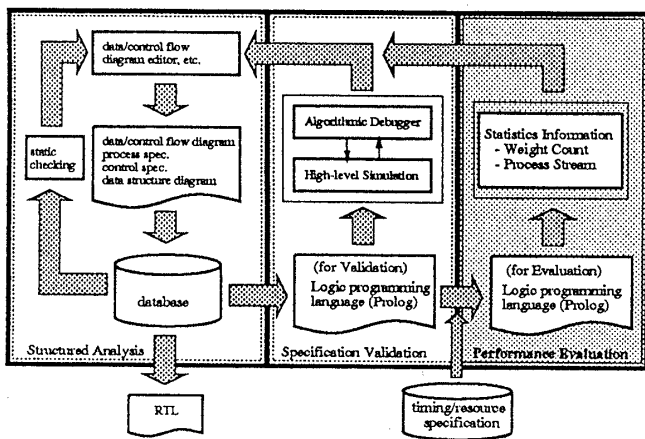 data/control flow
diagram editor, etc.
static
checking
data/control flow diagram
process spec.
control spec.
data structure diagram
database
Structured Analysis
RTL
Algorithmic Debugger
High-level Simulation
(for Validation)
Logic programming
language (Prolog)
Specification Validation
Statistics Information
- Weight Count
- Process Stream
(for Evaluation)
Logic programming
language (Prolog)
Performance Evaluation
timing/resource
specification